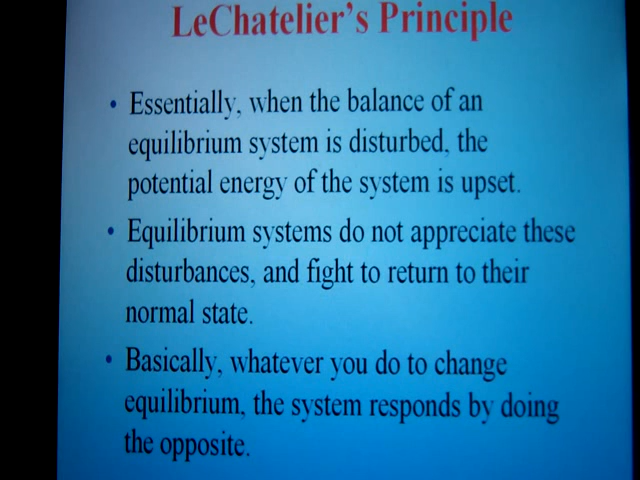 LeChatelier's Principle
• Essentially, when the balance of an
equilibrium system is disturbed, the
potential energy of the system is upset.
• Equilibrium systems do not appreciate these
disturbances, and fight to return to their
normal state.
• Basically, whatever you do to change
equilibrium, the system responds by doing
the opposite.